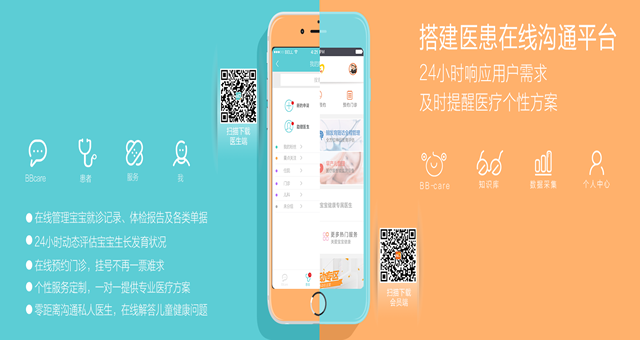 搭建医患在线沟通平台
24小时响应用户需求
及时提醒医疗个性方案
扫描下载
医生端
BBcare
患者
服务
我
在线管理宝宝就诊记录、体检报告及各类单据
24小时动态评估宝宝生长发育状况
在线预约门诊，挂号不再一票难求
个性服务定制，一对一提供专业医疗方案
零距离沟通私人医生，在线解答儿童健康问题
更多热门服务
BB-care
知识库
数据采集
个人中心
扫描下载
会员端